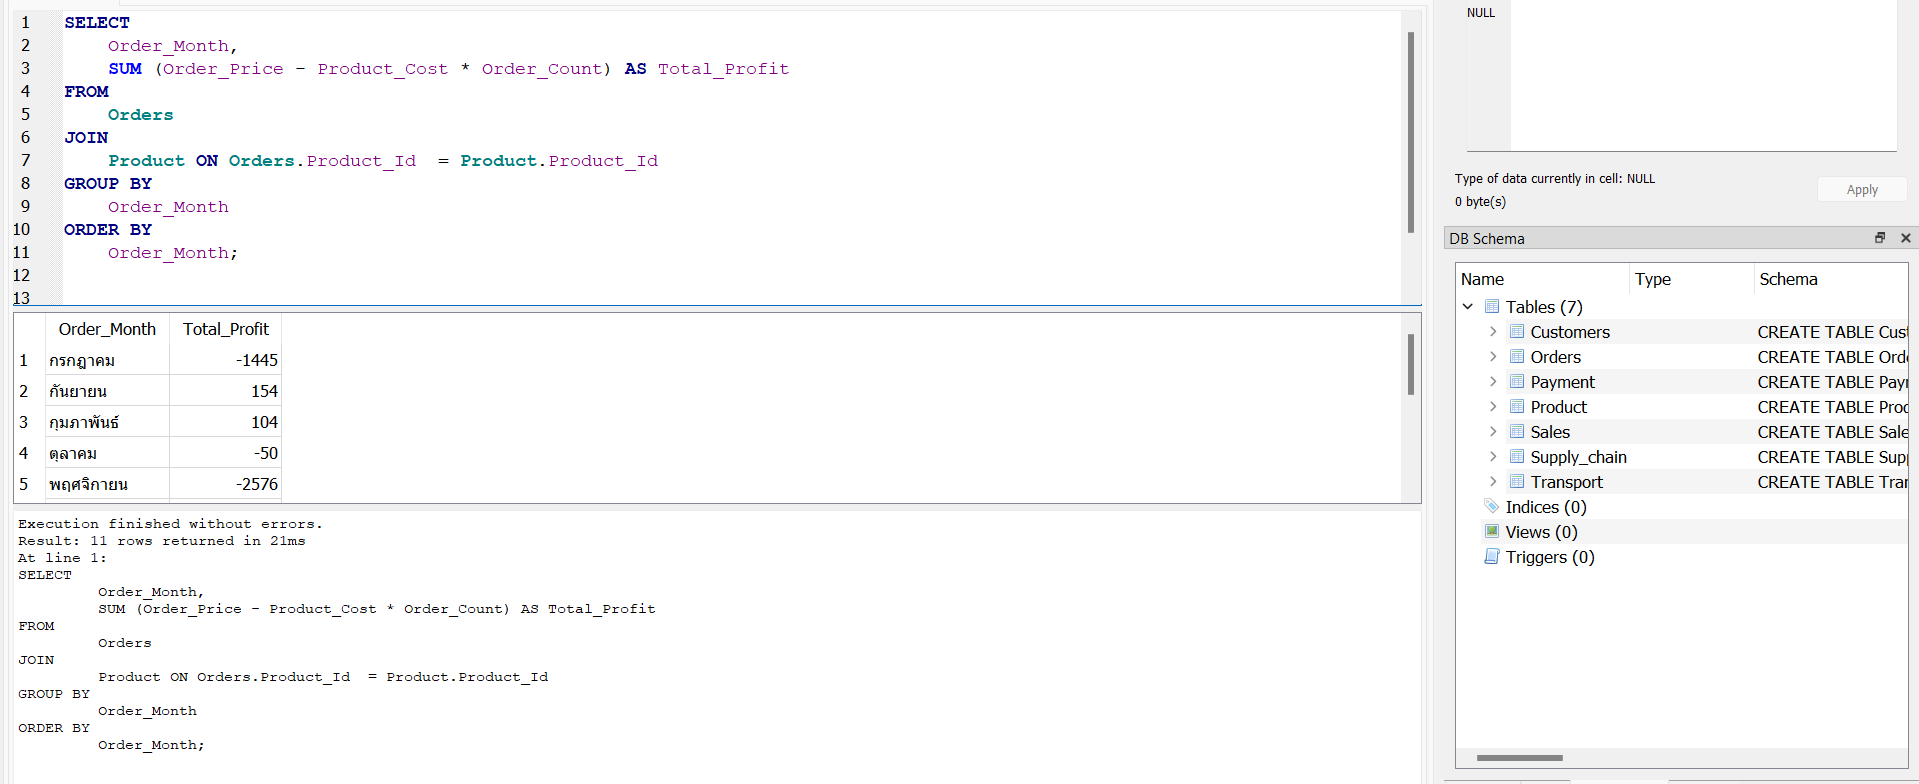 1 SELECT
2 Order_Month,
3 SUM (Order_Price - Product_Cost * Order_Count) AS Total_Profit
4 FROM
5 Orders
6 JOIN
7 Product ON Orders.Product_Id  = Product.Product_Id
8 GROUP BY
9 Order_Month
10 ORDER BY
11 Order_Month;
12
13
Order_Month Total_Profit
1 กรกฎาคม -1445
2 กันยายน 154
3 กุมภาพันธ์ 104
4 ตุลาคม -50
5 พฤศจิกายน -2576
Execution finished without errors.
Result: 11 rows returned in 21ms
At line 1:
SELECT
Order_Month,
SUM (Order_Price - Product_Cost * Order_Count) AS Total_Profit
FROM
Orders
JOIN
Product ON Orders.Product_Id  = Product.Product_Id
GROUP BY
Order_Month
ORDER BY
Order_Month;
NULL
Type of data currently in cell: NULL
0 byte(s)
Apply
DB Schema
Name Type Schema
Tables (7)
Customers CREATE TABLE Cus
Orders CREATE TABLE Ord
Payment CREATE TABLE Pay
Product CREATE TABLE Pro
Sales CREATE TABLE Sale
Supply_chain CREATE TABLE Sup
Transport CREATE TABLE Tra
Indices (0)
Views (0)
Triggers (0)